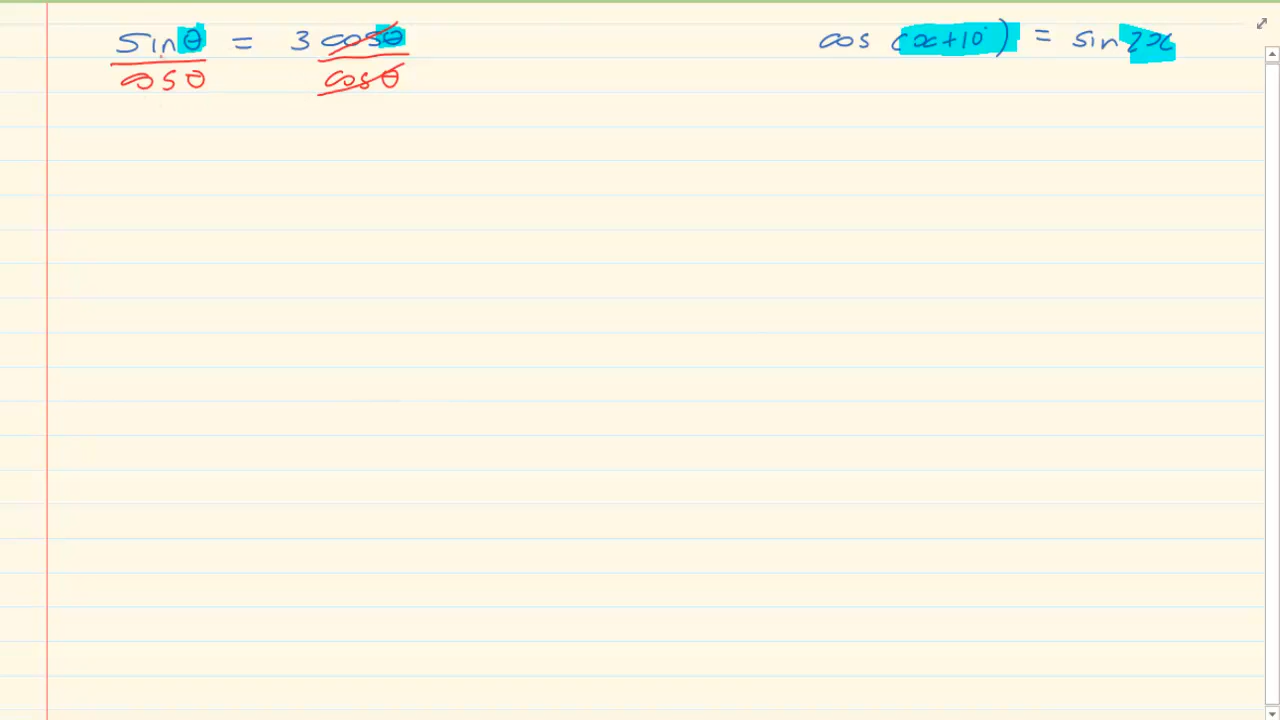 sinθ = 3 cosθ
cosθ cosθ
cos (x+10°) = sin 2x